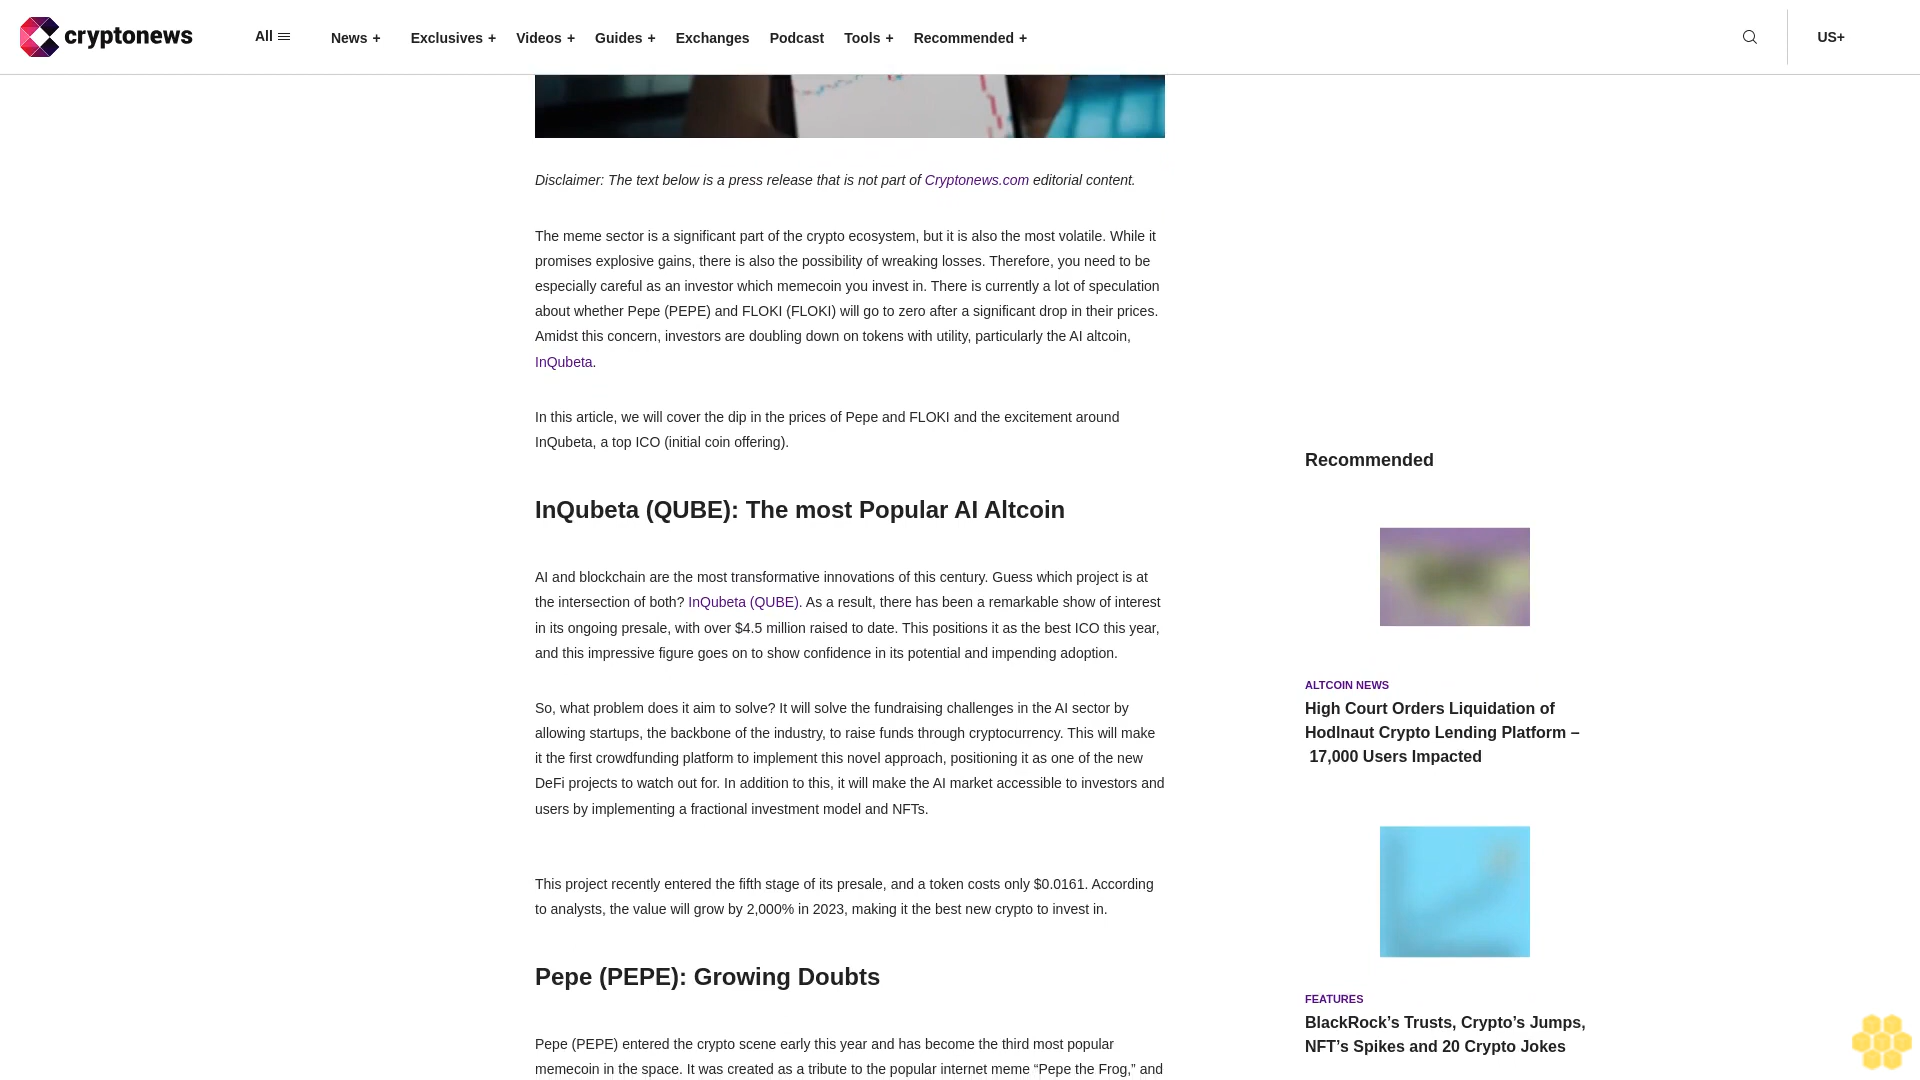 cryptonews
All
News +
Exclusives +
Videos +
Guides +
Exchanges
Podcast
Tools +
Recommended +
US+
Disclaimer: The text below is a press release that is not part of Cryptonews.com editorial content.
The meme sector is a significant part of the crypto ecosystem, but it is also the most volatile. While it
promises explosive gains, there is also the possibility of wreaking losses. Therefore, you need to be
especially careful as an investor which memecoin you invest in. There is currently a lot of speculation
about whether Pepe (PEPE) and FLOKI (FLOKI) will go to zero after a significant drop in their prices.
Amidst this concern, investors are doubling down on tokens with utility, particularly the AI altcoin,
InQubeta.
In this article, we will cover the dip in the prices of Pepe and FLOKI and the excitement around
InQubeta, a top ICO (initial coin offering).
InQubeta (QUBE): The most Popular AI Altcoin
AI and blockchain are the most transformative innovations of this century. Guess which project is at
the intersection of both? InQubeta (QUBE). As a result, there has been a remarkable show of interest
in its ongoing presale, with over $4.5 million raised to date. This positions it as the best ICO this year,
and this impressive figure goes on to show confidence in its potential and impending adoption.
So, what problem does it aim to solve? It will solve the fundraising challenges in the AI sector by
allowing startups, the backbone of the industry, to raise funds through cryptocurrency. This will make
it the first crowdfunding platform to implement this novel approach, positioning it as one of the new
DeFi projects to watch out for. In addition to this, it will make the AI market accessible to investors and
users by implementing a fractional investment model and NFTs.
This project recently entered the fifth stage of its presale, and a token costs only $0.0161. According
to analysts, the value will grow by 2,000% in 2023, making it the best new crypto to invest in.
Pepe (PEPE): Growing Doubts
Pepe (PEPE) entered the crypto scene early this year and has become the third most popular
memecoin in the space. It was created as a tribute to the popular internet meme “Pepe the Frog,” and
Recommended
ALTCOIN NEWS
High Court Orders Liquidation of
Hodlnaut Crypto Lending Platform –
17,000 Users Impacted
FEATURES
BlackRock’s Trusts, Crypto’s Jumps,
NFT’s Spikes and 20 Crypto Jokes